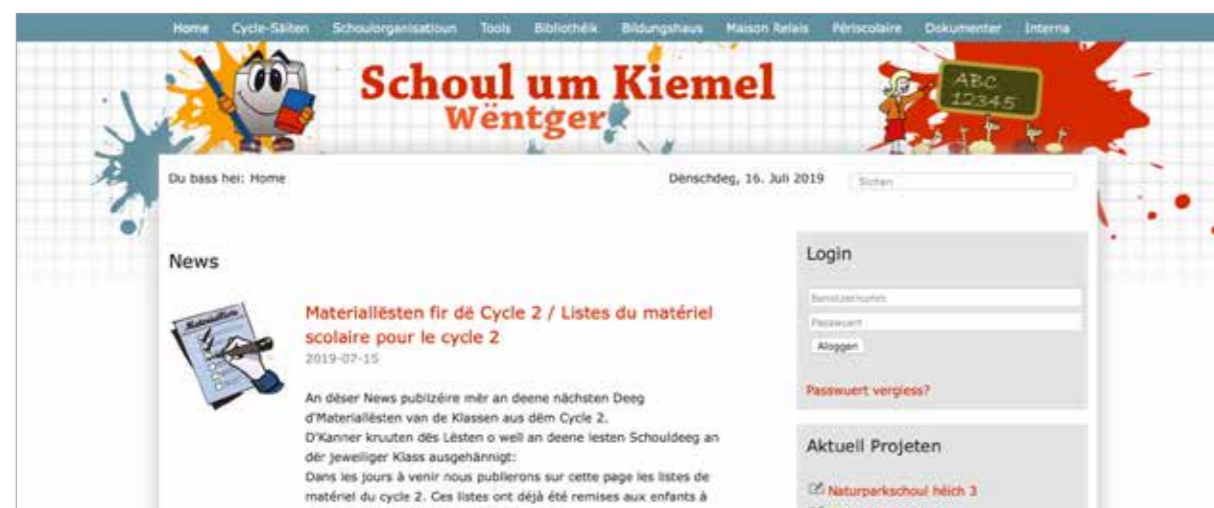 Home Cycle-Säiten Schoulorganisatioun Tools Bibliothéik Bildungshaus Maison Relais Périscolaire Dokumenter Interna
Schoul um Kiemel
Wëntger
ABC
12345
Du bass hei: Home
Dënschdeg, 16. Juli 2019
Sichen
News
Materiallësten fir dë Cycle 2 / Listes du matériel
scolaire pour le cycle 2
2019-07-15
An dëser News publizéire mër an deene nächsten Deeg
d'Materiallësten van de Klassen aus dëm Cycle 2.
D'Kanner kruuten dës Lësten o well an deene lesten Schouldeeg an
dër jeweiliger Klass ausgehännigt:
Dans les jours à venir nous publierons sur cette page les listes de
matériel du cycle 2. Ces listes ont déjà été remises aux enfants à
Login
Benotzernumm
Passwuert
Aloggen
Passwuert vergiess?
Aktuell Projeten
Naturparkschoul héich 3